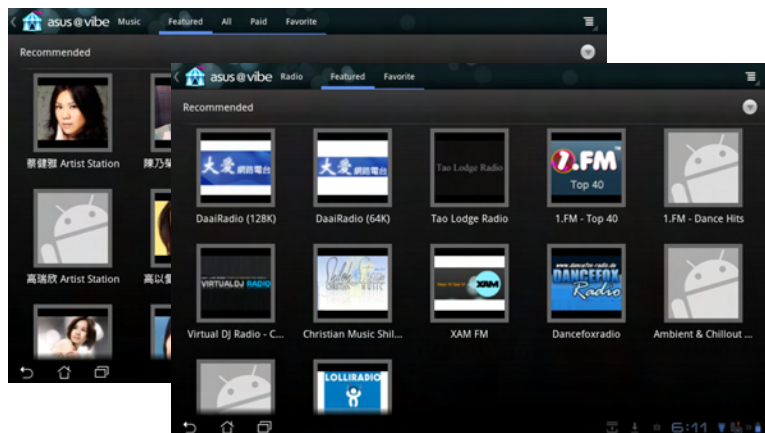 asus@vibe Music Featured All Paid Favorite
Recommended
蔡健雅 Artist Station
高瑞欣 Artist Station
asus@vibe Radio Featured Favorite
Recommended
大愛 網路電台
大愛 網路電台
Tao Lodge Radio
1.FM
Top 40
DaaiRadio (128K) DaaiRadio (64K) Tao Lodge Radio 1.FM - Top 40 1.FM - Dance Hits
VIRTUALDJ RADIO
XAM
www.dancefox-radio.de
DANCEFOX
Radio
Virtual DJ Radio - C... Christian Music Shil... XAM FM Dancefoxradio Ambient & Chillout ...
LOLLIRADIO
6:11